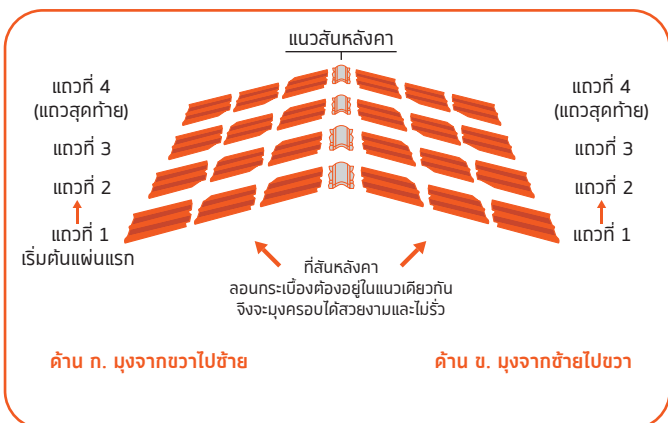 แนวสันหลังคา
แถวที่ 4
(แถวสุดท้าย)
แถวที่ 3
แถวที่ 2
แถวที่ 1
เริ่มต้นแผ่นแรก
แถวที่ 4
(แถวสุดท้าย)
แถวที่ 3
แถวที่ 2
แถวที่ 1
ที่สันหลังคา
ลอนกระเบื้องต้องอยู่ในแนวเดียวกัน
จึงจะมุงครอบได้สวยงามและไม่รั่ว
ด้าน ก. มุงจากขวาไปซ้าย
ด้าน ข. มุงจากซ้ายไปขวา